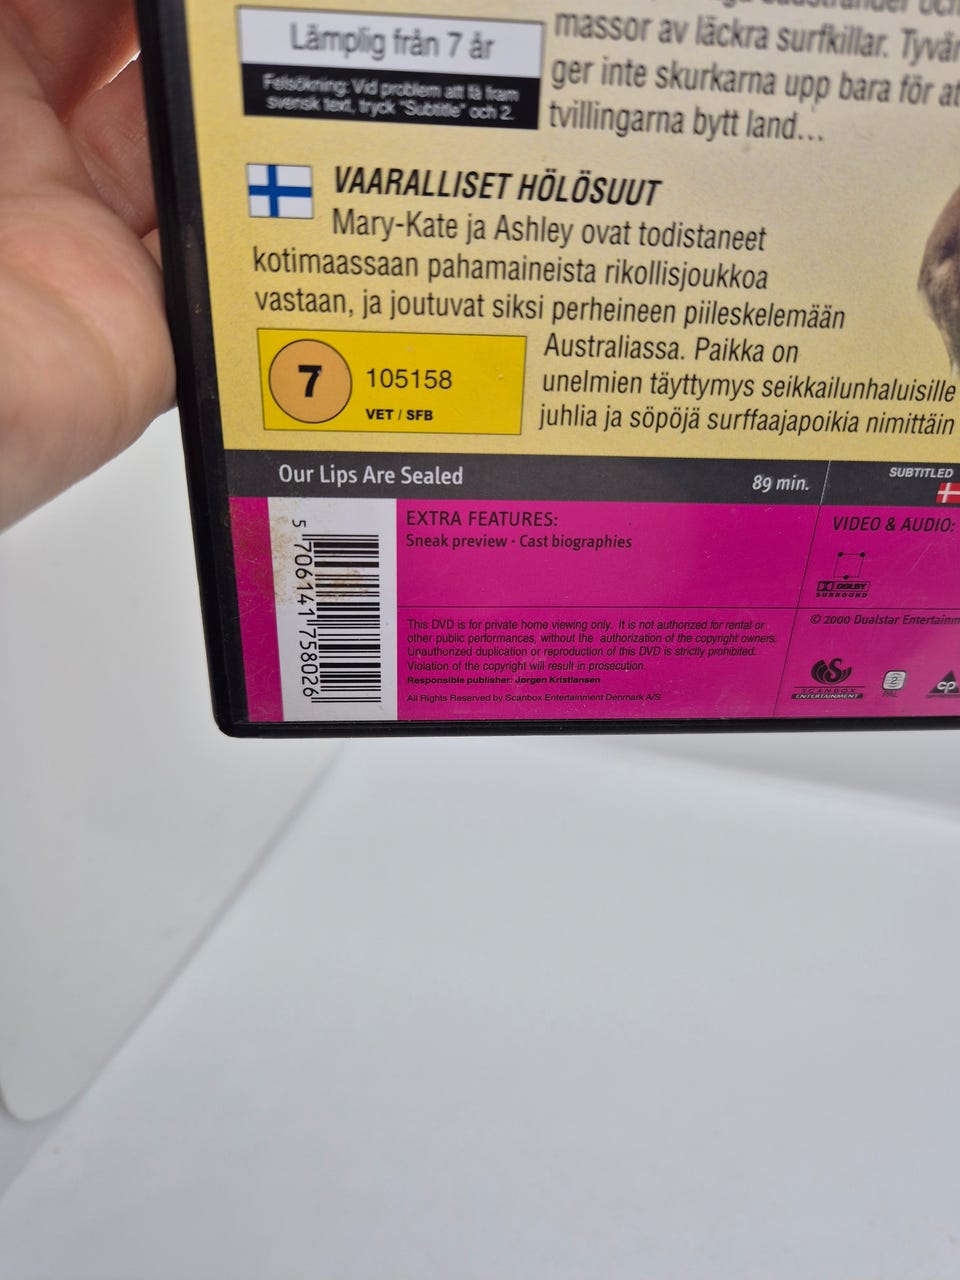 massor av läckra surfkillar. Tyvär
ger inte skurkarna upp bara för at
tvillingarna bytt land...
Lämplig från 7 år
Felsökning: Vid problem att få fram
svensk text, tryck "Subtitle" och 2.
VAARALLISET HÖLÖSUUT
Mary-Kate ja Ashley ovat todistaneet
kotimaassaan pahamaineista rikollisjoukkoa
vastaan, ja joutuvat siksi perheineen piileskelemään
Australiassa. Paikka on
unelmien täyttymys seikkailunhaluisille
juhlia ja söpöjä surffaajapoikia nimittäin
7
105158
VET / SFB
Our Lips Are Sealed
89 min.
SUBTITLED
5 706141 758026
EXTRA FEATURES:
Sneak preview · Cast biographies
VIDEO & AUDIO:
DOLBY
SURROUND
This DVD is for private home viewing only. It is not authorized for rental or
other public performances, without the authorization of the copyright owners.
Unauthorized duplication or reproduction of this DVD is strictly prohibited.
Violation of the copyright will result in prosecution.
Responsible publisher: Jørgen Kristiansen
All Rights Reserved by Scanbox Entertainment Denmark A/S
© 2000 Dualstar Entertainm
SCANBOX
ENTERTAINMENT
2
PAL
cp